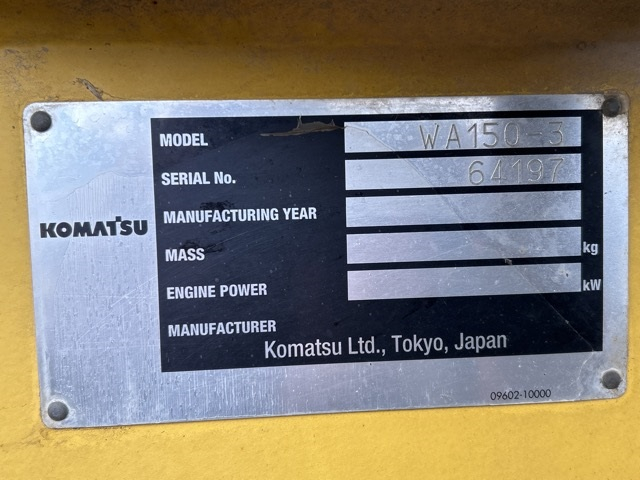 MODEL WA150-3
SERIAL No. 64197
MANUFACTURING YEAR
KOMATSU
MASS kg
ENGINE POWER kW
MANUFACTURER
Komatsu Ltd., Tokyo, Japan
09602-10000